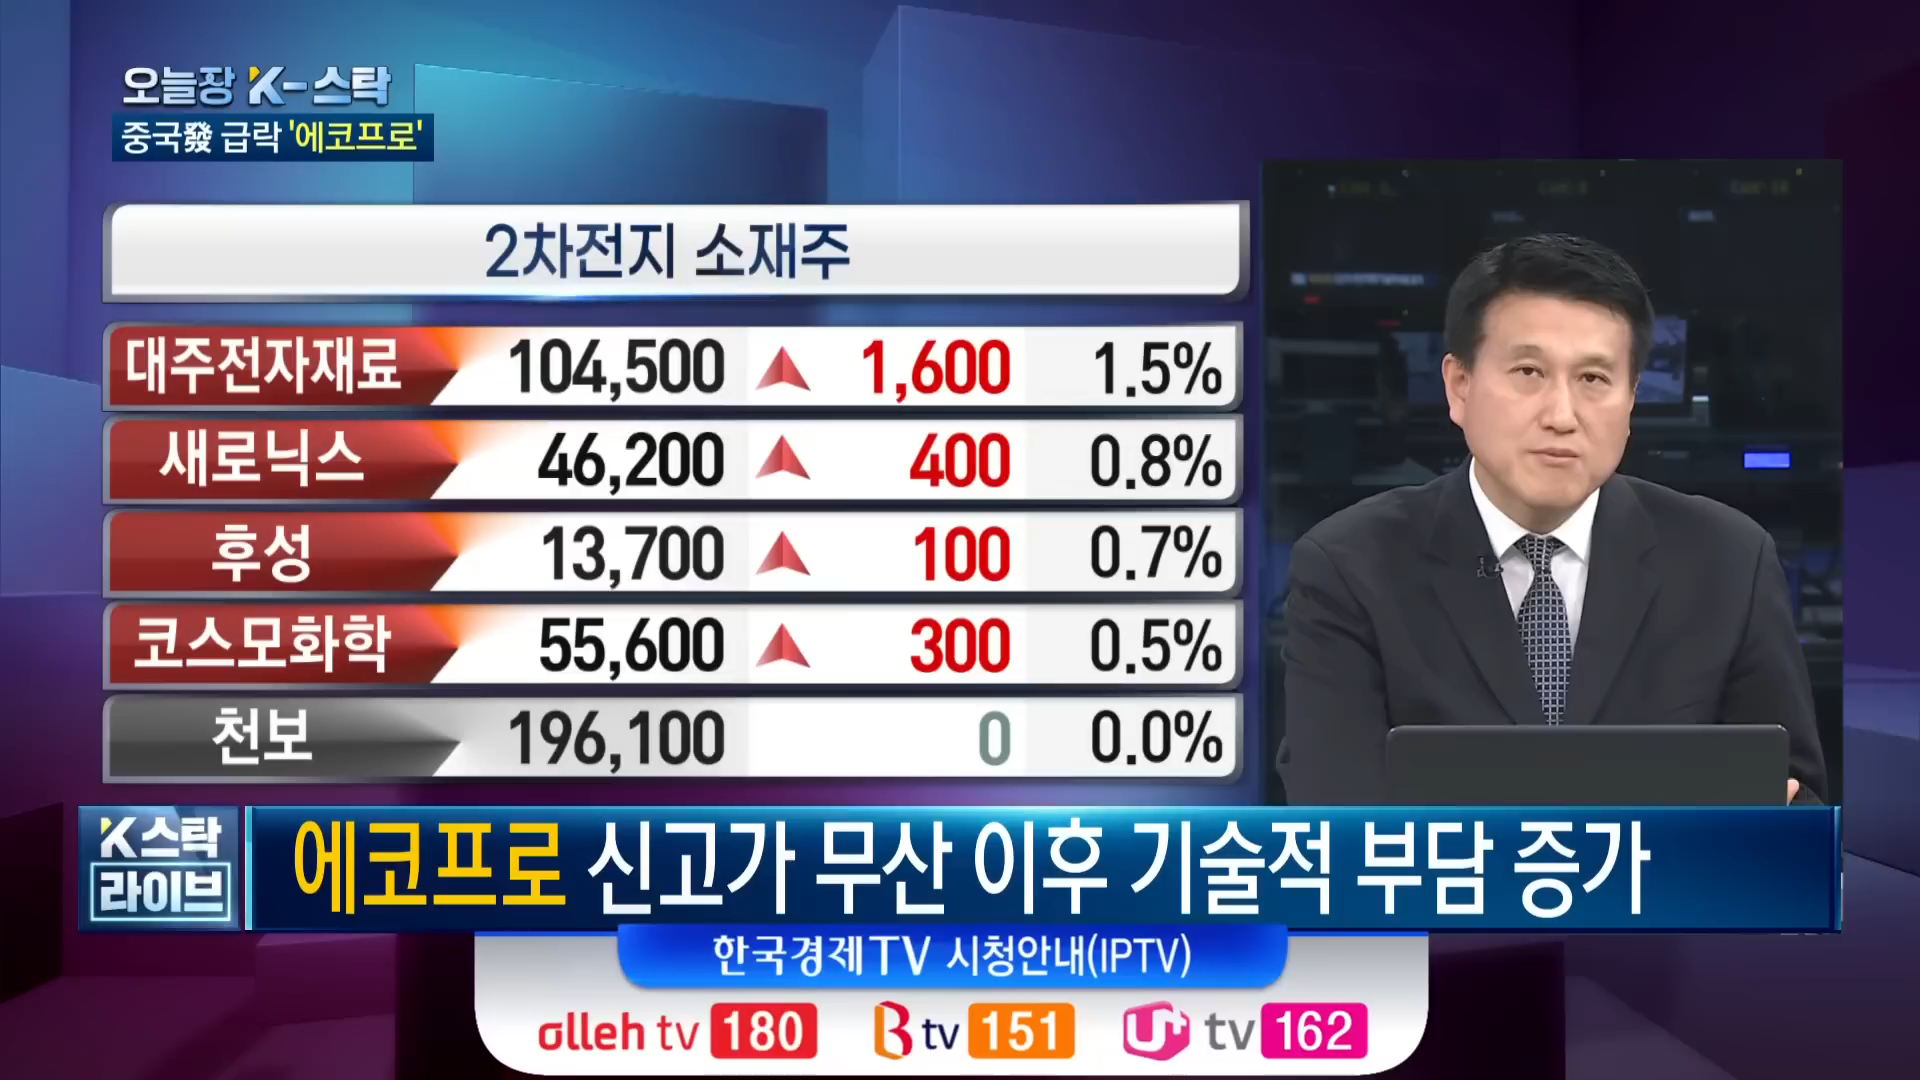 오늘장 K-스탁
중국發 급락 '에코프로'
2차전지 소재주
대주전자재료 104,500 ▲ 1,600 1.5%
새로닉스 46,200 ▲ 400 0.8%
후성 13,700 ▲ 100 0.7%
코스모화학 55,600 ▲ 300 0.5%
천보 196,100 0 0.0%
K스탁
라이브
에코프로 신고가 무산 이후 기술적 부담 증가
한국경제TV 시청안내(IPTV)
olleh tv 180 B tv 151 U+ tv 162